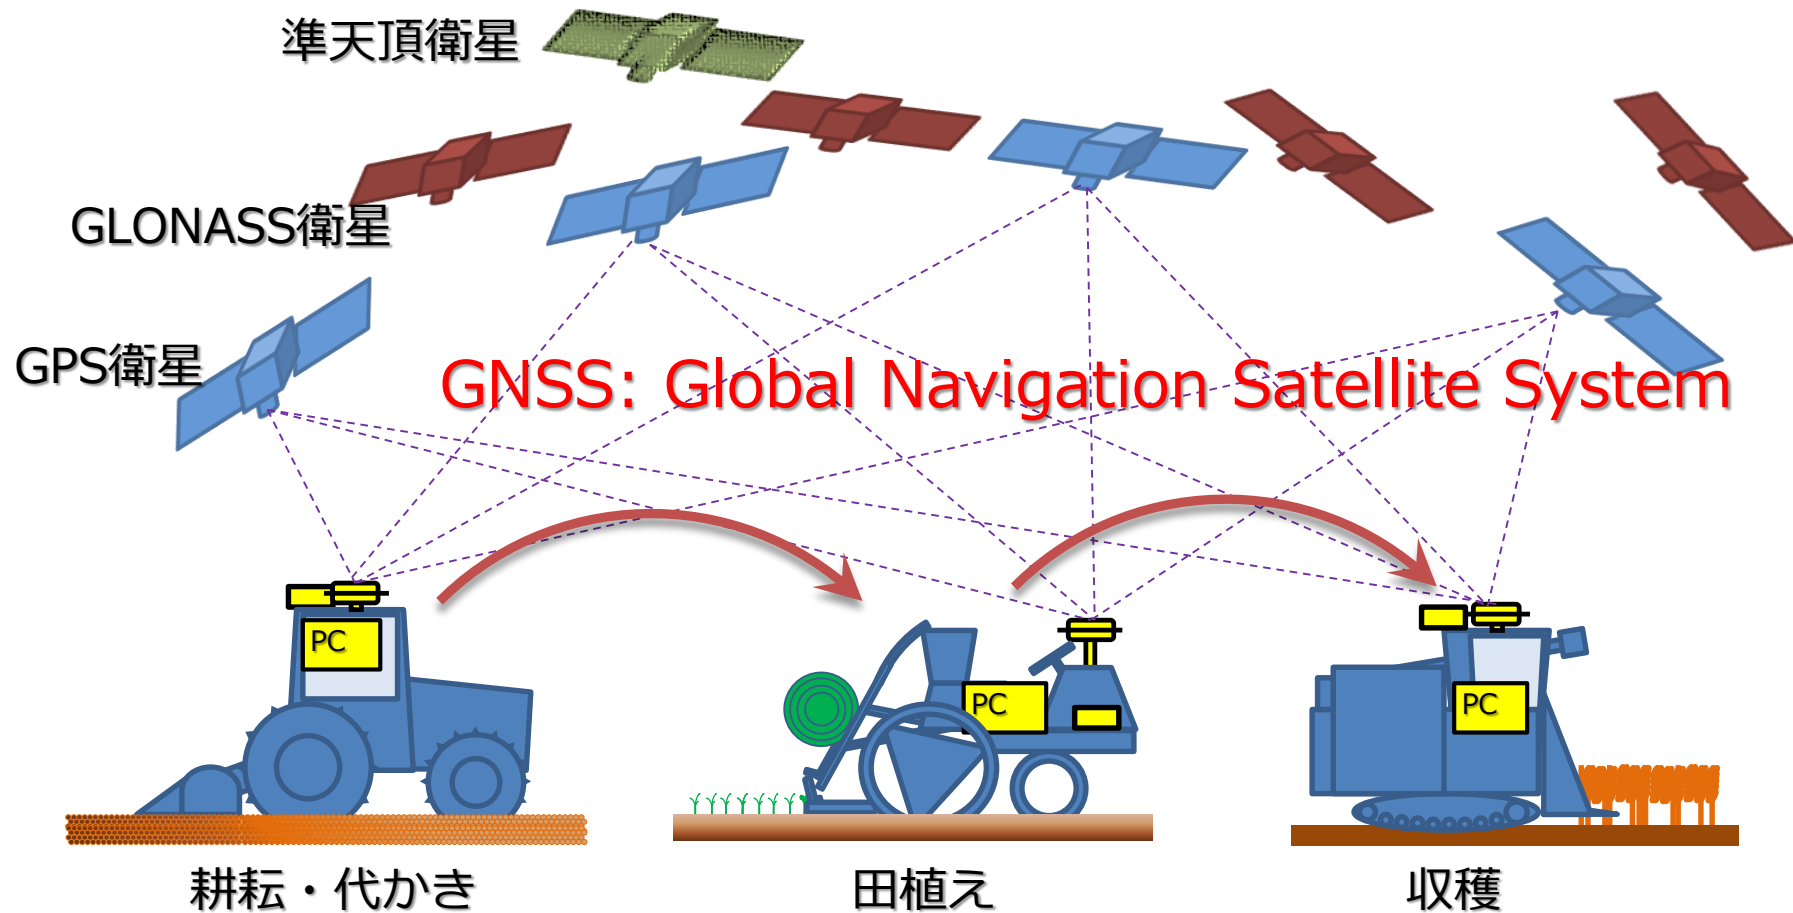 準天頂衛星
GLONASS衛星
GPS衛星
GNSS: Global Navigation Satellite System
PC
PC
PC
耕耘・代かき
田植え
収穫